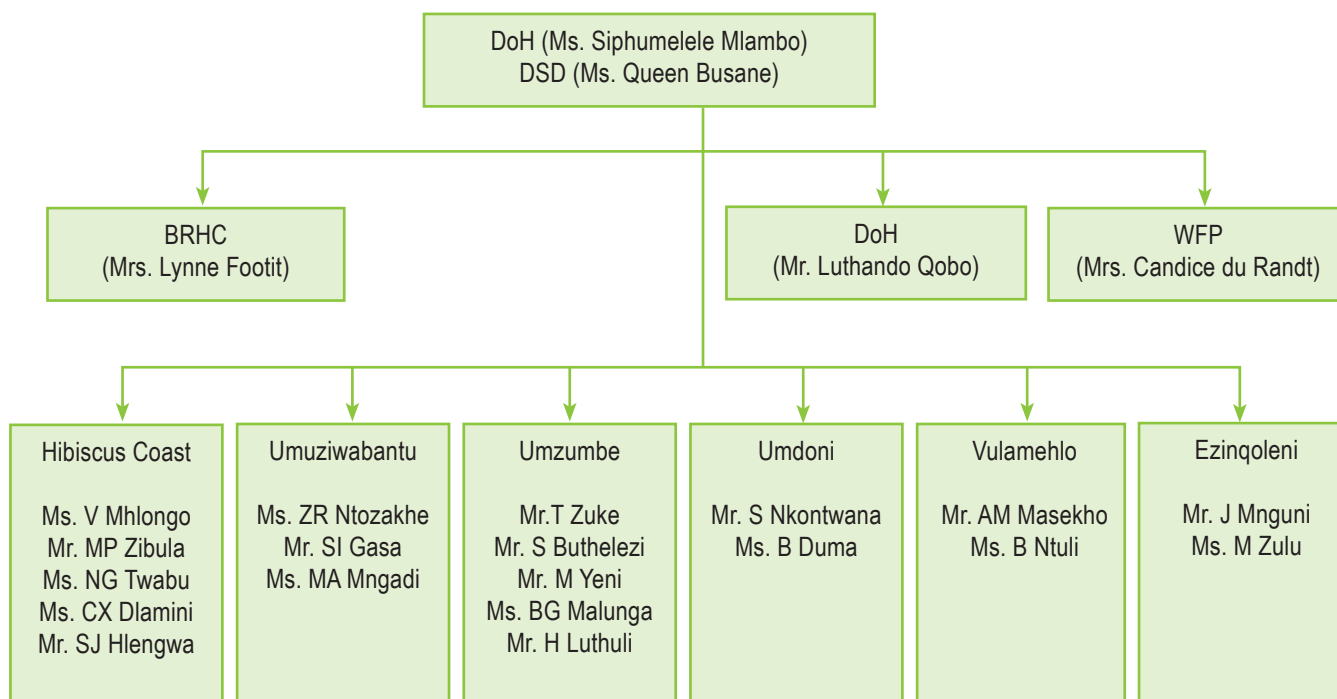 DoH (Ms. Siphumelele Mlambo)
DSD (Ms. Queen Busane)
BRHC
(Mrs. Lynne Footit)
DoH
(Mr. Luthando Qobo)
WFP
(Mrs. Candice du Randt)
Hibiscus Coast
Ms. V Mhlongo
Mr. MP Zibula
Ms. NG Twabu
Ms. CX Dlamini
Mr. SJ Hlengwa
Umuziwabantu
Ms. ZR Ntozakhe
Mr. SI Gasa
Ms. MA Mngadi
Umzumbe
Mr.T Zuke
Mr. S Buthelezi
Mr. M Yeni
Ms. BG Malunga
Mr. H Luthuli
Umdoni
Mr. S Nkontwana
Ms. B Duma
Vulamehlo
Mr. AM Masekho
Ms. B Ntuli
Ezinqoleni
Mr. J Mnguni
Ms. M Zulu